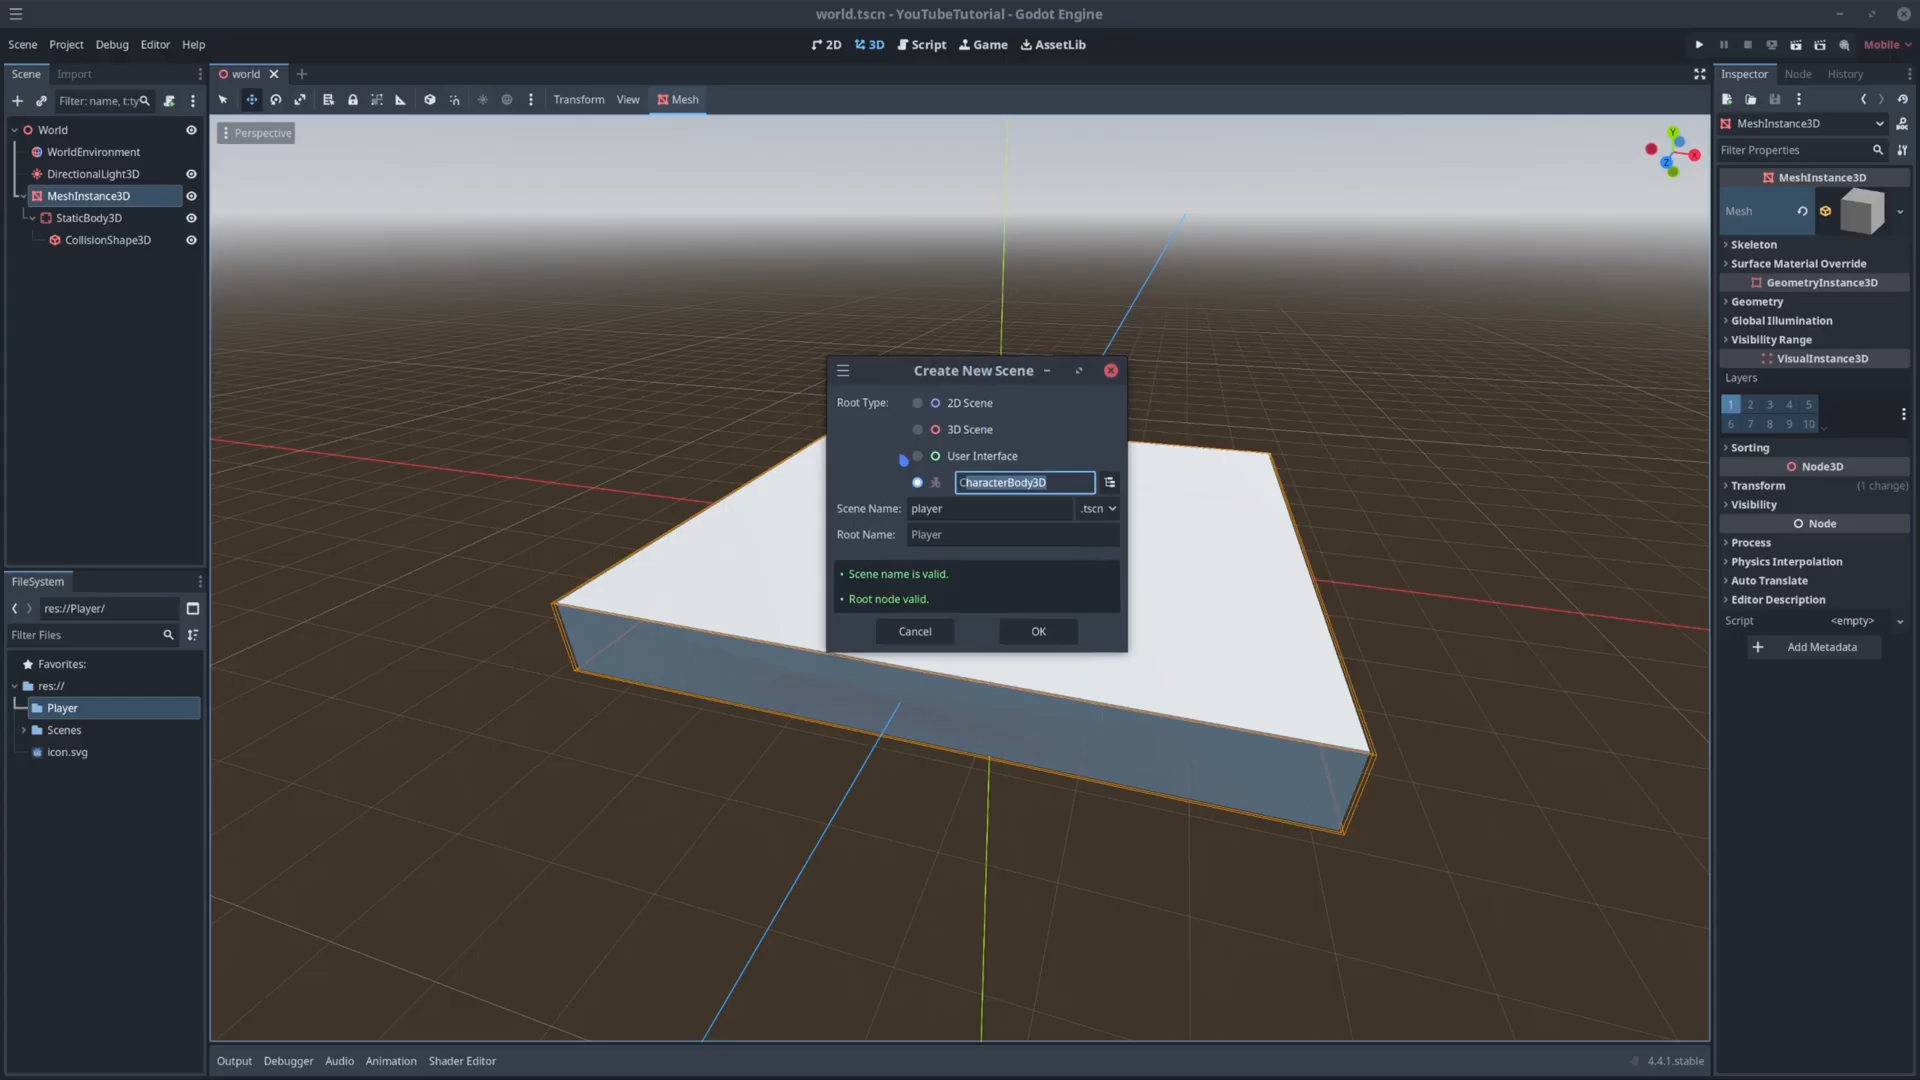 world.tscn - YouTubeTutorial - Godot Engine
Scene Project Debug Editor Help
2D 3D Script Game AssetLib
Mobile
Scene Import
world
Inspector Node History
Filter: name, t:ty
Transform View Mesh
MeshInstance3D
Filter Properties
Perspective
Y
X
Z
World
WorldEnvironment
DirectionalLight3D
MeshInstance3D
StaticBody3D
CollisionShape3D
MeshInstance3D
Mesh
Skeleton
Surface Material Override
GeometryInstance3D
Geometry
Global Illumination
Visibility Range
VisualInstance3D
Layers
1 2 3 4 5
6 7 8 9 10
Sorting
Node3D
Transform (1 change)
Visibility
Node
Process
Physics Interpolation
Auto Translate
Editor Description
Script <empty>
Add Metadata
Create New Scene
Root Type:
2D Scene
3D Scene
User Interface
CharacterBody3D
Scene Name: player .tscn
Root Name: Player
• Scene name is valid.
• Root node valid.
Cancel OK
FileSystem
res://Player/
Filter Files
Favorites:
res://
Player
Scenes
icon.svg
Output Debugger Audio Animation Shader Editor
4.4.1.stable